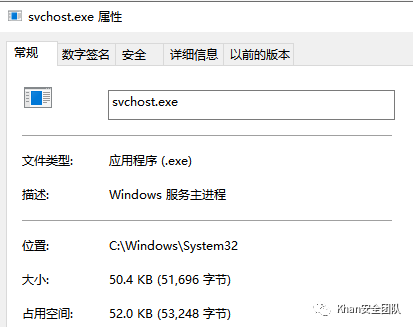 svchost.exe 属性
常规 数字签名 安全 详细信息 以前的版本
svchost.exe
文件类型: 应用程序 (.exe)
描述: Windows 服务主进程
位置: C:\Windows\System32
大小: 50.4 KB (51,696 字节)
占用空间: 52.0 KB (53,248 字节)
Khan安全团队